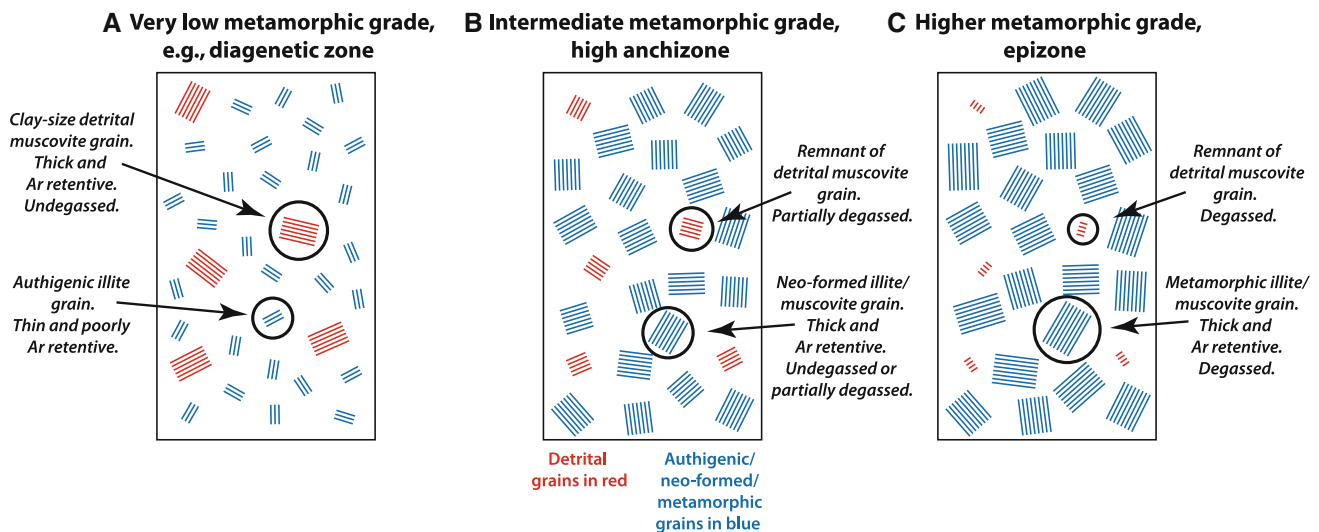 A Very low metamorphic grade,
e.g., diagenetic zone
B Intermediate metamorphic grade,
high anchizone
C Higher metamorphic grade,
epizone
Clay-size detrital
muscovite grain.
Thick and
Ar retentive.
Undegassed.
Authigenic illite
grain.
Thin and poorly
Ar retentive.
Remnant of
detrital muscovite
grain.
Partially degassed.
Neo-formed illite/
muscovite grain.
Thick and
Ar retentive.
Undegassed or
partially degassed.
Remnant of
detrital muscovite
grain.
Degassed.
Metamorphic illite/
muscovite grain.
Thick and
Ar retentive.
Degassed.
Detrital
grains in red
Authigenic/
neo-formed/
metamorphic
grains in blue